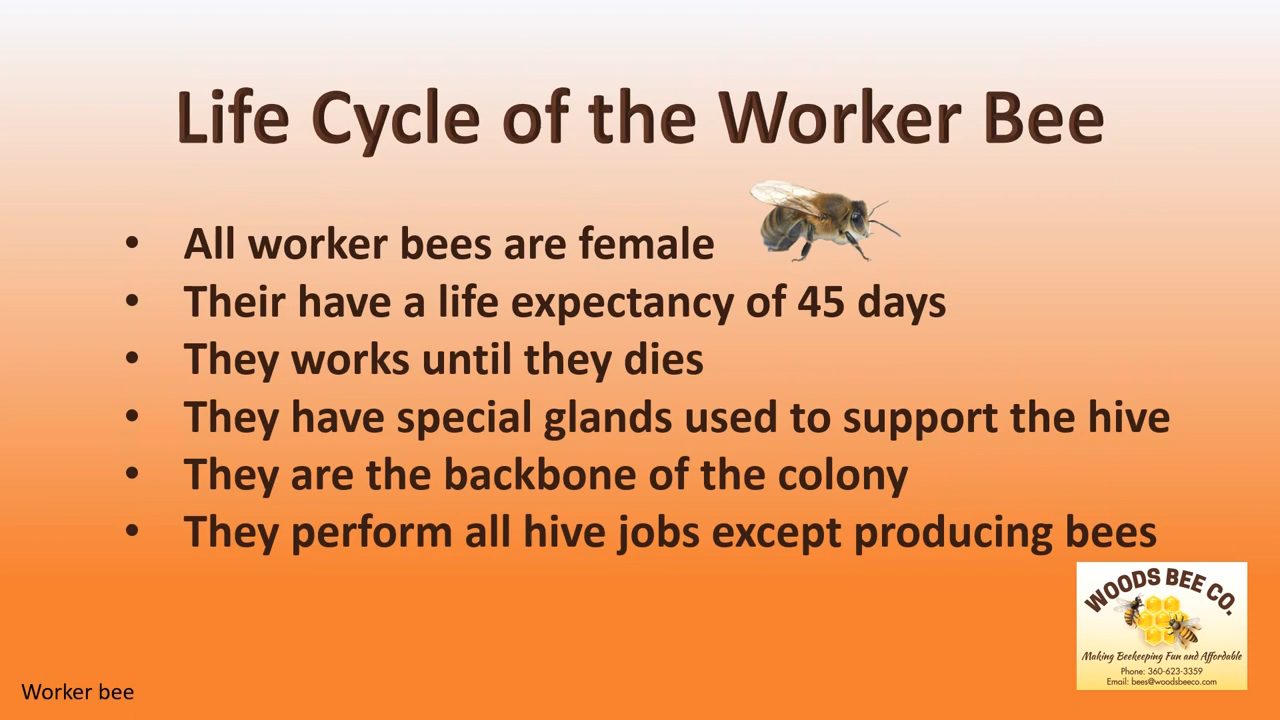 Life Cycle of the Worker Bee
• All worker bees are female
• Their have a life expectancy of 45 days
• They works until they dies
• They have special glands used to support the hive
• They are the backbone of the colony
• They perform all hive jobs except producing bees
WOODS BEE CO.
Making Beekeeping Fun and Affordable
Phone: 360-623-3359
Email: bees@woodsbeeco.com
Worker bee